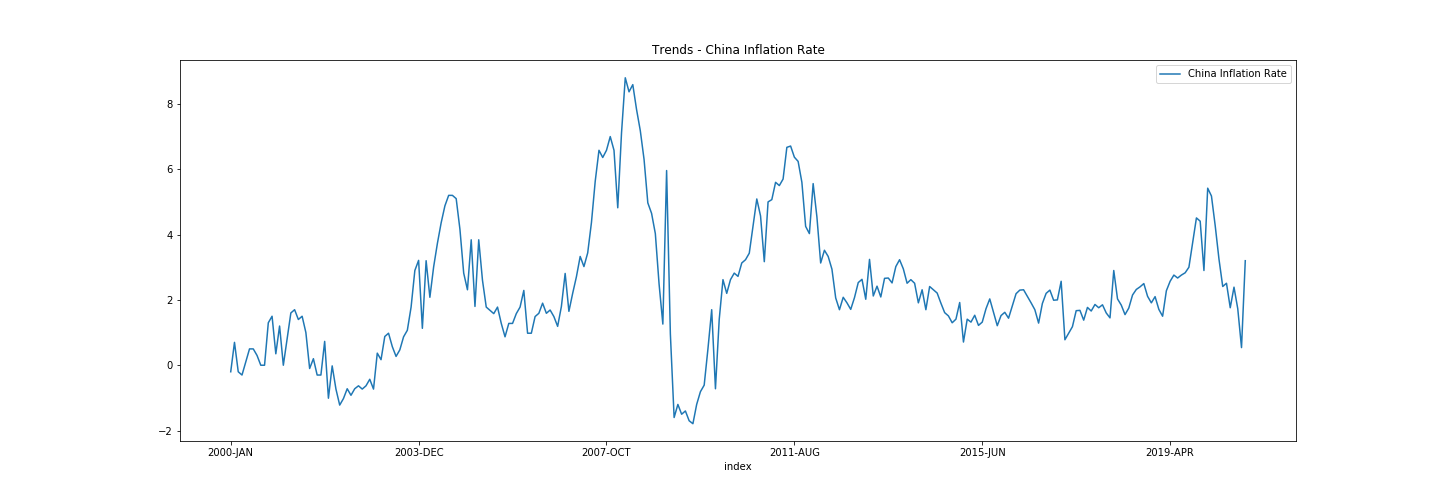 Trends - China Inflation Rate
China Inflation Rate
8
6
4
2
0
−2
2000-JAN 2003-DEC 2007-OCT 2011-AUG 2015-JUN 2019-APR
index